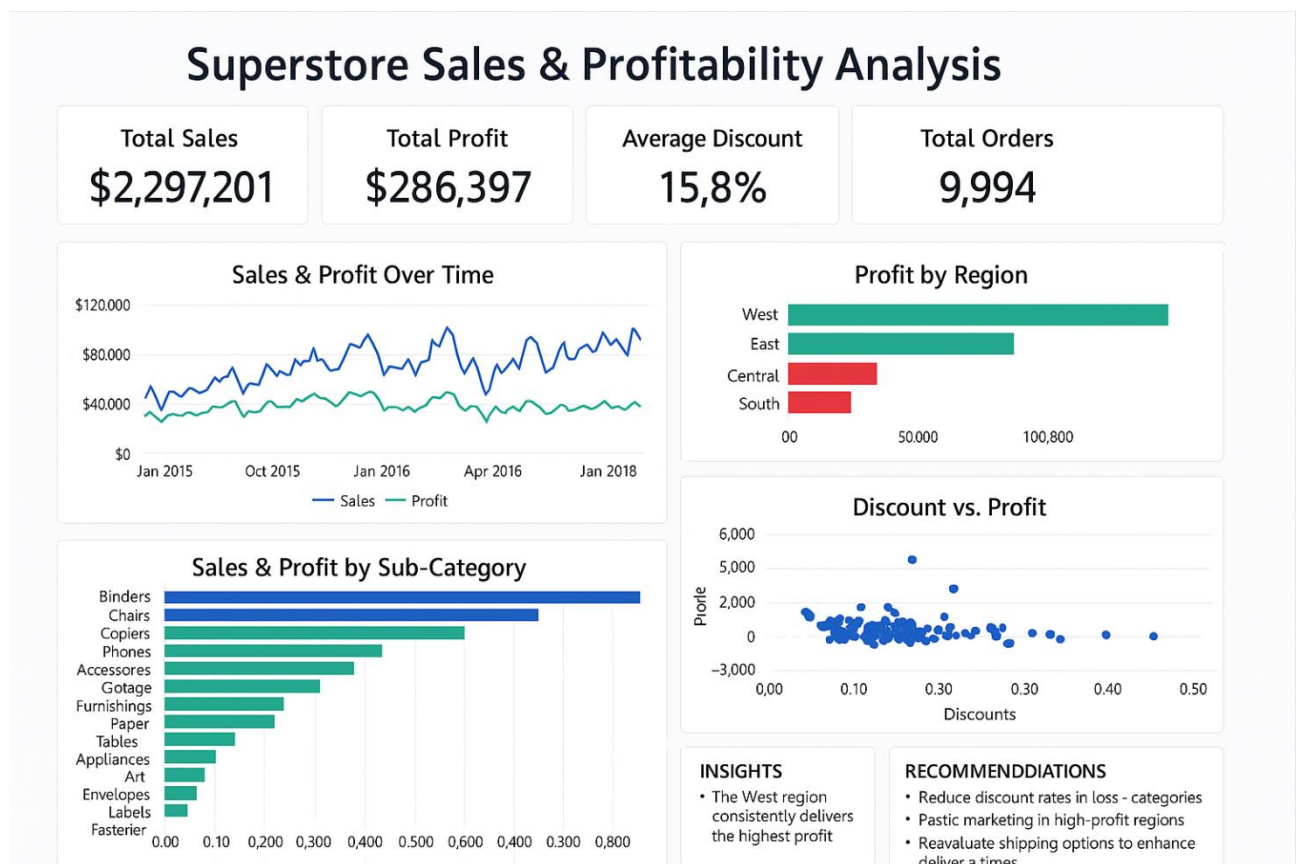 Superstore Sales & Profitability Analysis
Total Sales
$2,297,201
Total Profit
$286,397
Average Discount
15,8%
Total Orders
9,994
Sales & Profit Over Time
$120.000
$80.000
$40.000
$0
Jan 2015 Oct 2015 Jan 2016 Apr 2016 Jan 2018
Sales Profit
Profit by Region
West
East
Central
South
00 50.000 100,800
Sales & Profit by Sub-Category
Binders
Chairs
Copiers
Phones
Accessores
Gotage
Furnishings
Paper
Tables
Appliances
Art
Envelopes
Labels
Fasterier
0.00 0.10 0,200 0,300 0,400 0.500 0,600 0,400 0.300 0,800
Discount vs. Profit
6,000
5,000
2,000
0
−3,000
Piorle
0,00 0.10 0.30 0.30 0.40 0.50
Discounts
INSIGHTS
• The West region
consistently delivers
the highest profit
RECOMMENDDIATIONS
• Reduce discount rates in loss - categories
• Pastic marketing in high-profit regions
• Reavaluate shipping options to enhance
deliver a times